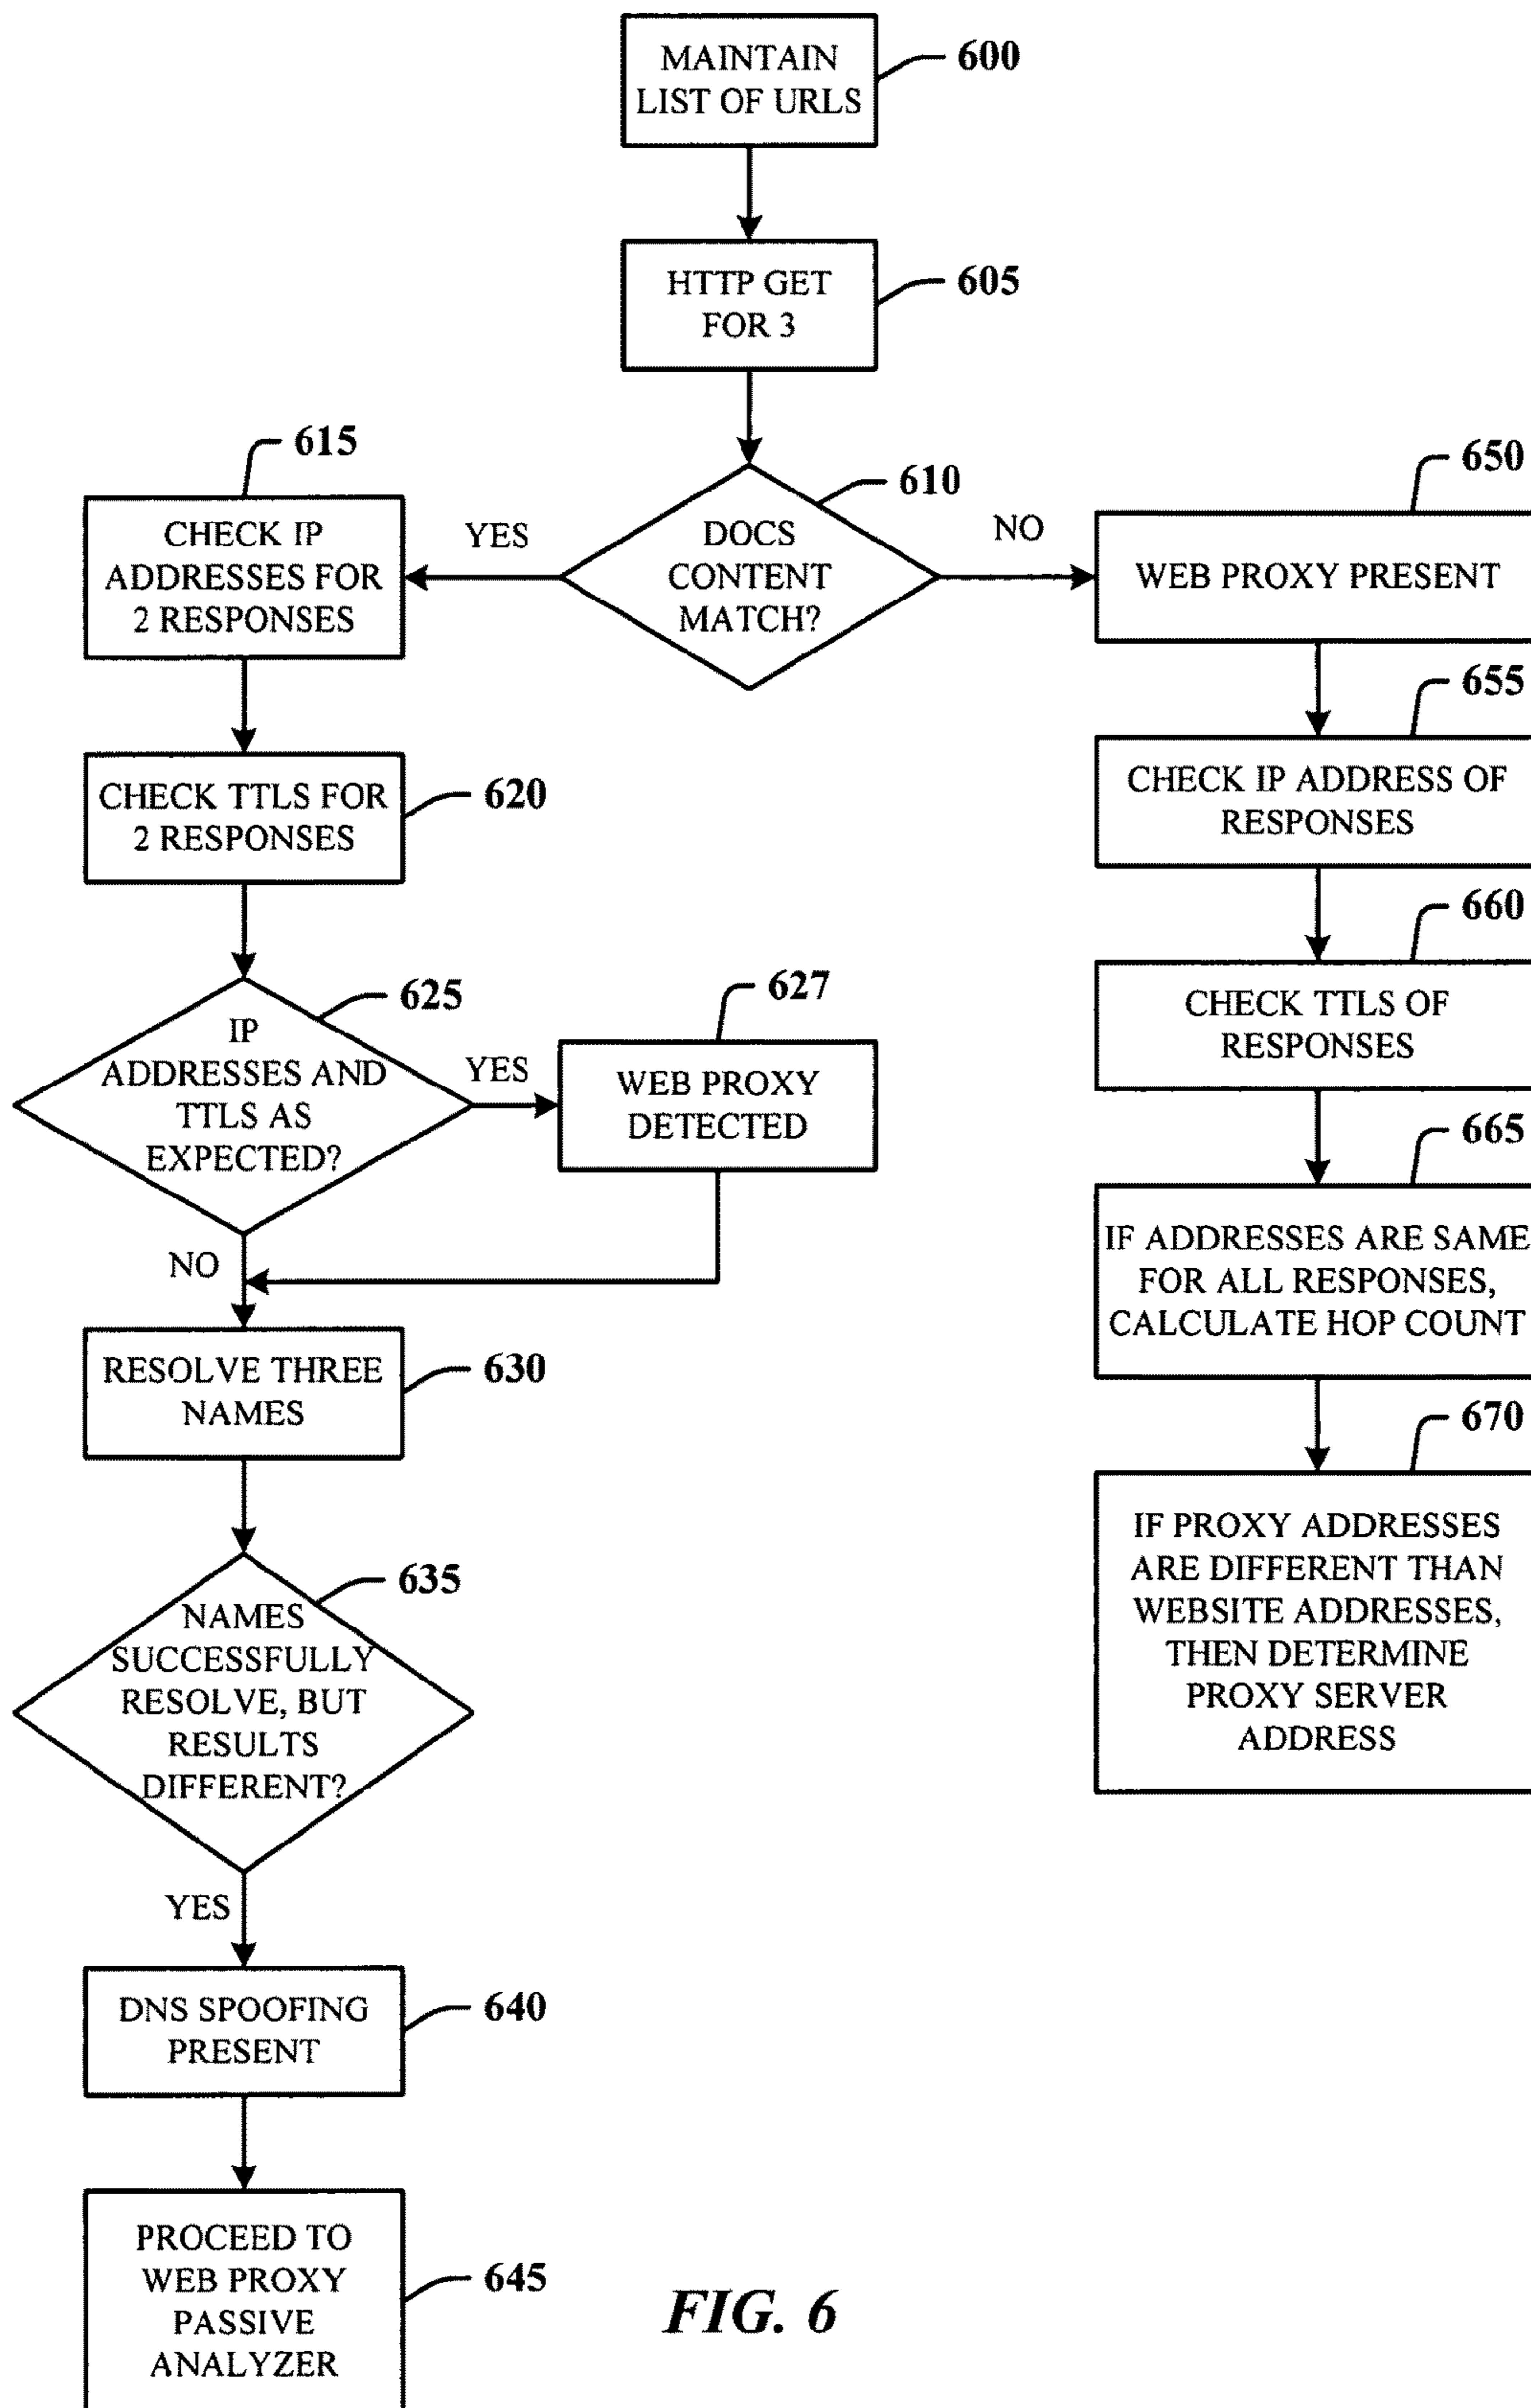 MAINTAIN
LIST OF URLS
600
HTTP GET
FOR 3
605
610
DOCS
CONTENT
MATCH?
YES
NO
615
CHECK IP
ADDRESSES FOR
2 RESPONSES
CHECK TTLS FOR
2 RESPONSES
620
625
IP
ADDRESSES AND
TTLS AS
EXPECTED?
YES
627
WEB PROXY
DETECTED
NO
RESOLVE THREE
NAMES
630
635
NAMES
SUCCESSFULLY
RESOLVE, BUT
RESULTS
DIFFERENT?
YES
DNS SPOOFING
PRESENT
640
PROCEED TO
WEB PROXY
PASSIVE
ANALYZER
645
650
WEB PROXY PRESENT
655
CHECK IP ADDRESS OF
RESPONSES
660
CHECK TTLS OF
RESPONSES
665
IF ADDRESSES ARE SAME
FOR ALL RESPONSES,
CALCULATE HOP COUNT
670
IF PROXY ADDRESSES
ARE DIFFERENT THAN
WEBSITE ADDRESSES,
THEN DETERMINE
PROXY SERVER
ADDRESS
FIG. 6